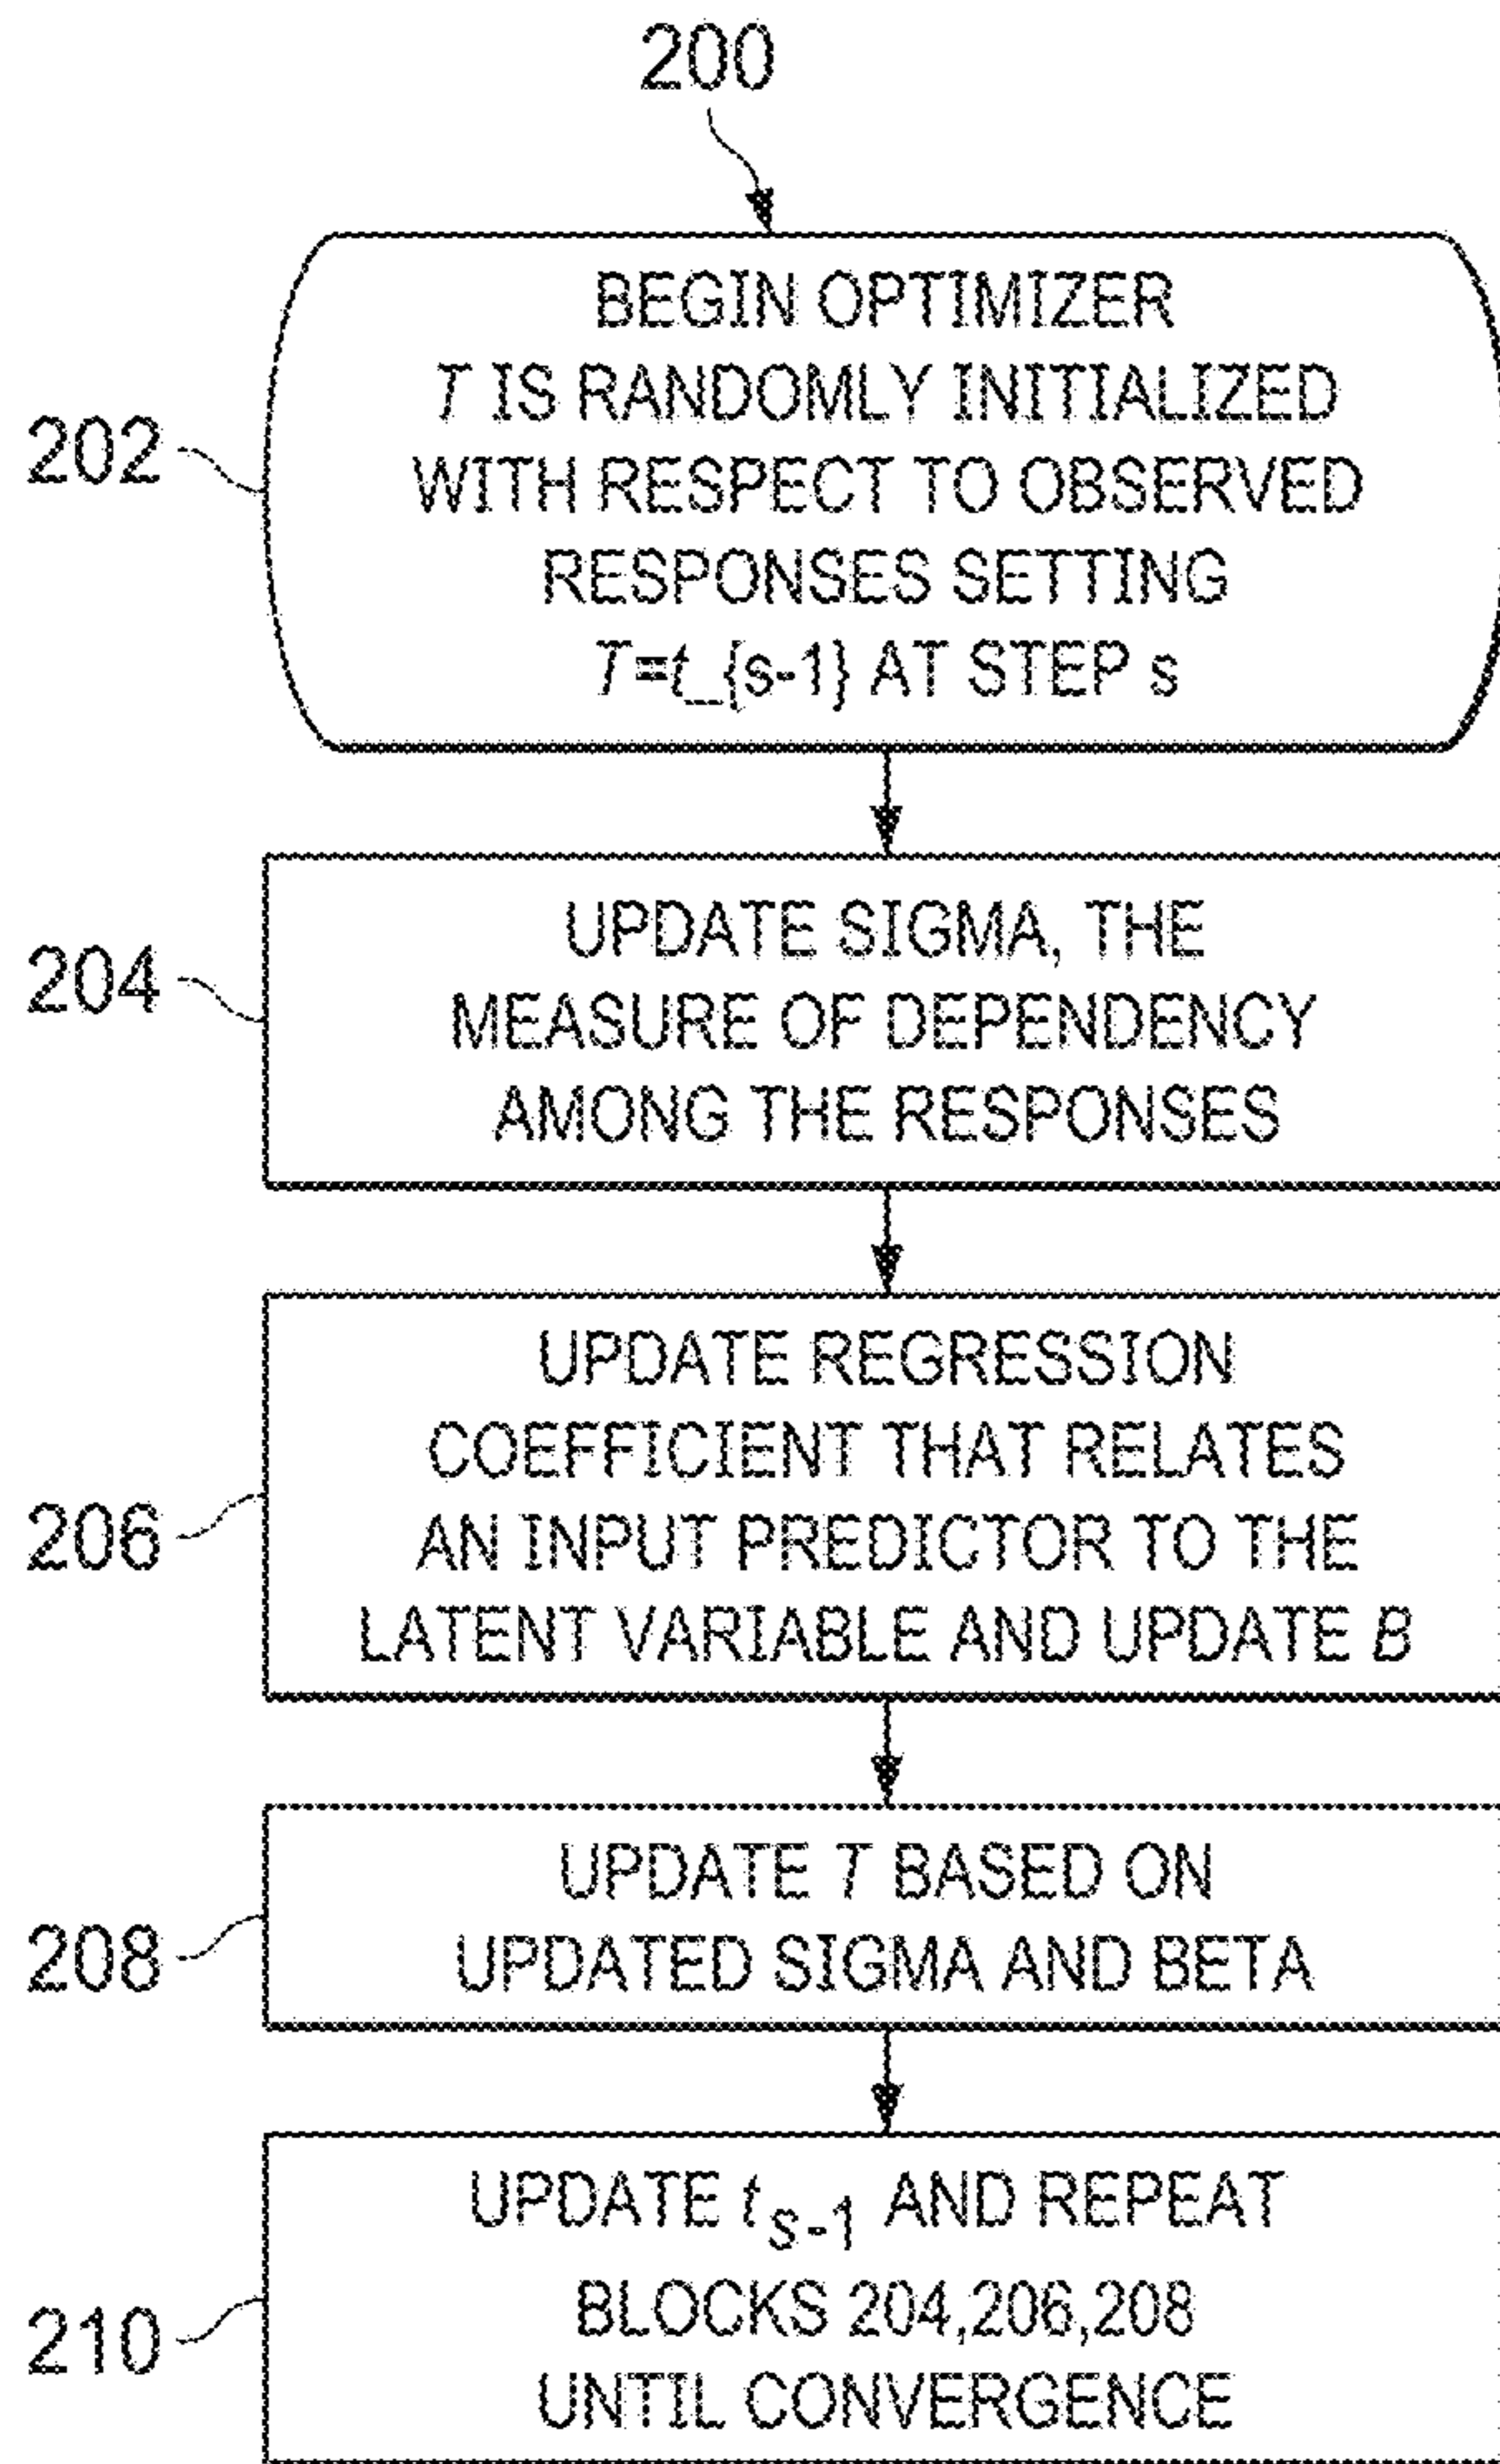 200
202
BEGIN OPTIMIZER
T IS RANDOMLY INITIALIZED
WITH RESPECT TO OBSERVED
RESPONSES SETTING
T=t_{s-1} AT STEP s
204
UPDATE SIGMA, THE
MEASURE OF DEPENDENCY
AMONG THE RESPONSES
206
UPDATE REGRESSION
COEFFICIENT THAT RELATES
AN INPUT PREDICTOR TO THE
LATENT VARIABLE AND UPDATE B
208
UPDATE T BASED ON
UPDATED SIGMA AND BETA
210
UPDATE t s-1 AND REPEAT
BLOCKS 204,206,208
UNTIL CONVERGENCE